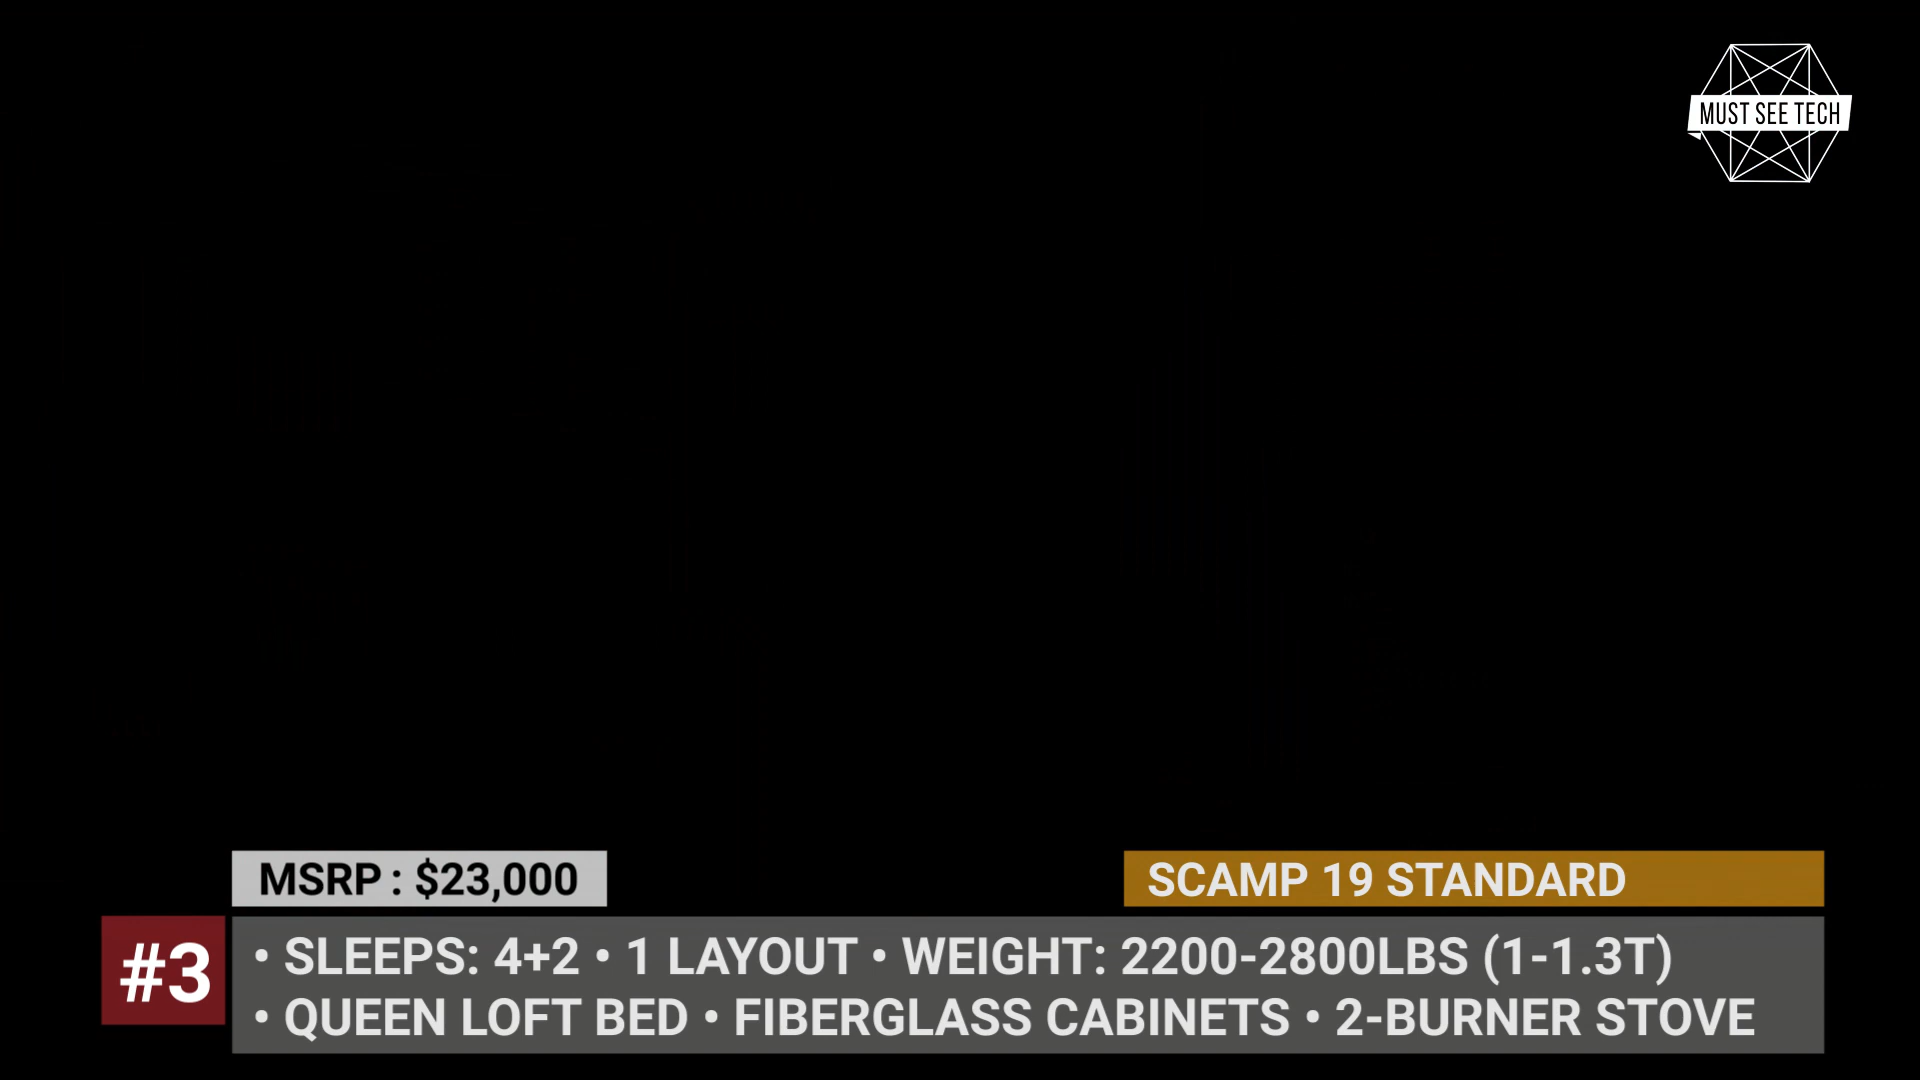 MUST SEE TECH
MSRP : $23,000
SCAMP 19 STANDARD
#3
• SLEEPS: 4+2 • 1 LAYOUT • WEIGHT: 2200-2800LBS (1-1.3T)
• QUEEN LOFT BED • FIBERGLASS CABINETS • 2-BURNER STOVE